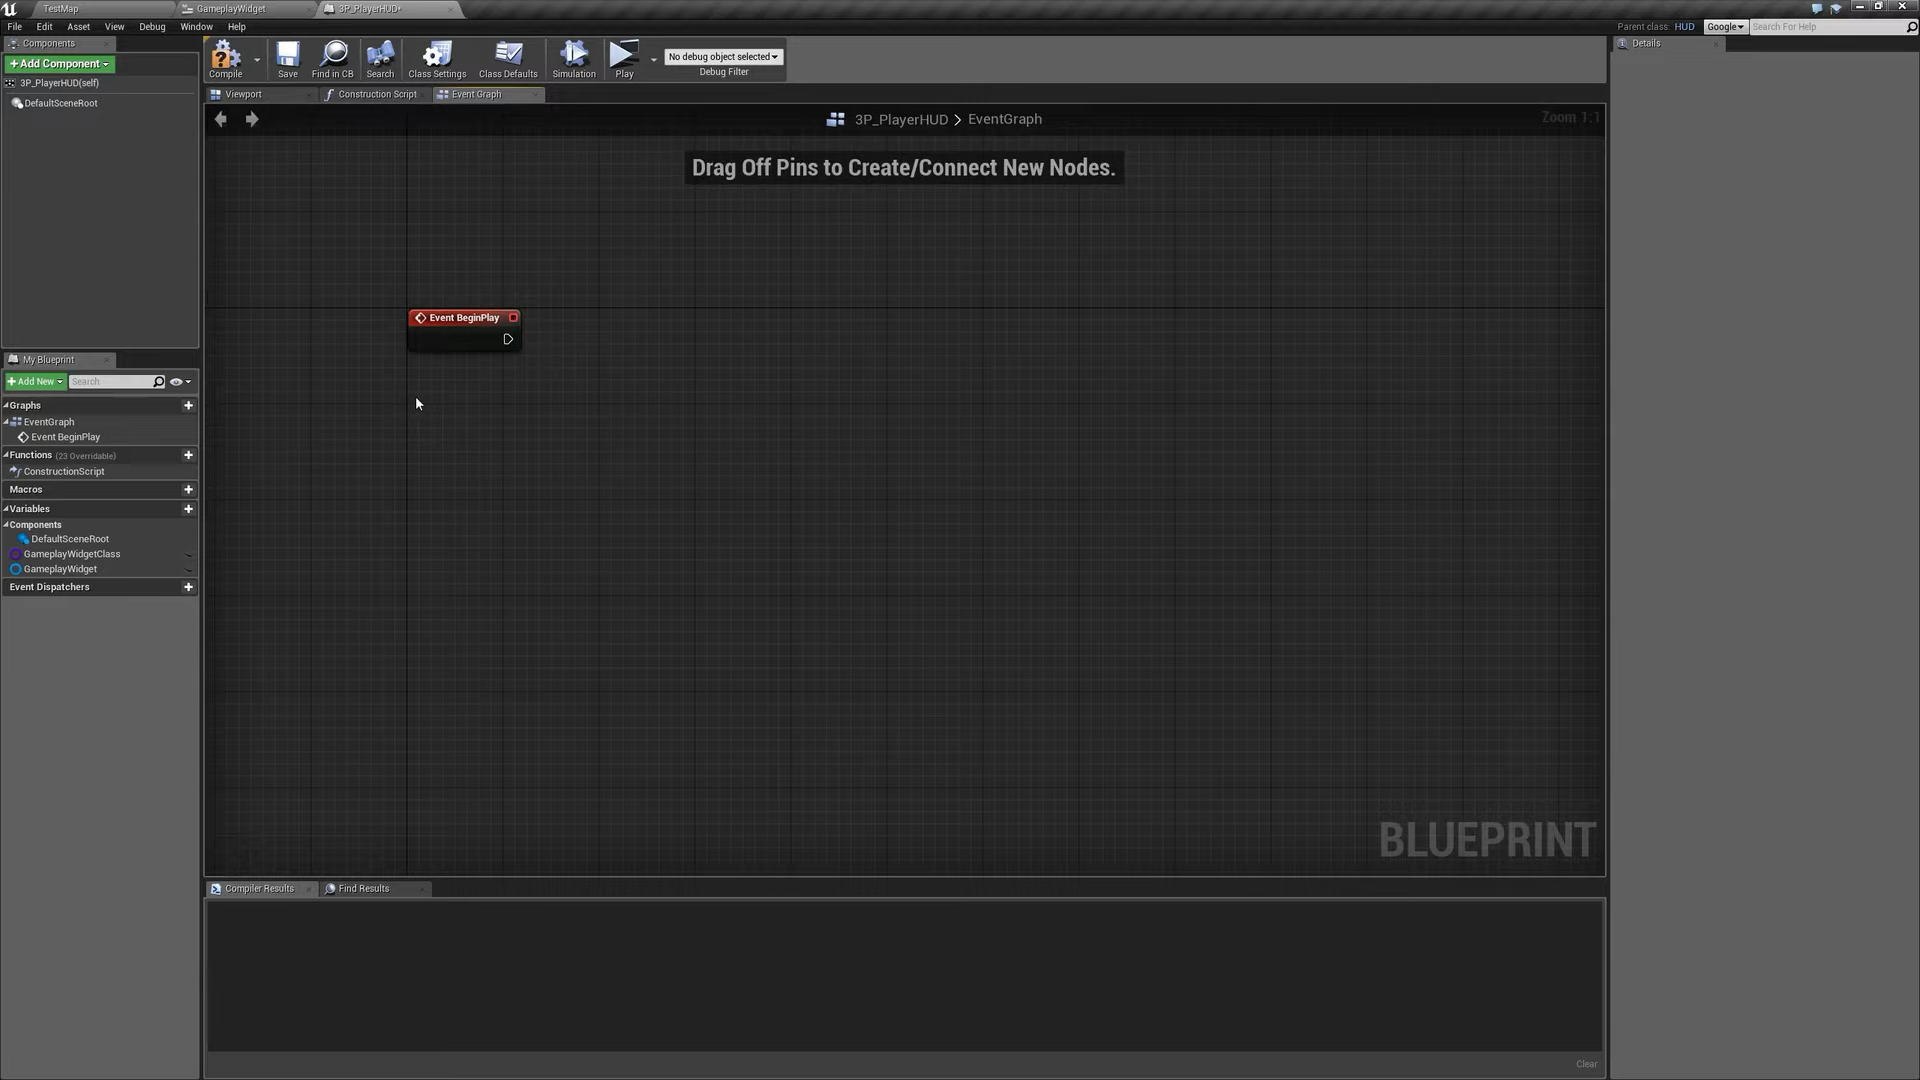 TestMap
GameplayWidget
3P_PlayerHUD*
File Edit Asset View Debug Window Help
Parent class: HUD
Google
Search For Help
Components
+Add Component
3P_PlayerHUD(self)
DefaultSceneRoot
Compile
Save
Find in CB
Search
Class Settings
Class Defaults
Simulation
Play
No debug object selected
Debug Filter
Details
Viewport
Construction Script
Event Graph
3P_PlayerHUD > EventGraph
Zoom 1:1
Drag Off Pins to Create/Connect New Nodes.
Event BeginPlay
My Blueprint
+Add New
Search
Graphs
EventGraph
Event BeginPlay
Functions (23 Overridable)
ConstructionScript
Macros
Variables
Components
DefaultSceneRoot
GameplayWidgetClass
GameplayWidget
Event Dispatchers
BLUEPRINT
Compiler Results
Find Results
Clear